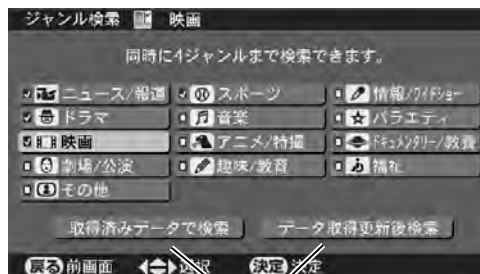 ジャンル検索 映画
同時に4ジャンルまで検索できます。
ニュース/報道 スポーツ 情報/ワイドショー
ドラマ 音楽 バラエティ
映画 アニメ/特撮 ドキュメンタリー/教養
劇場/公演 趣味/教育 福祉
その他
取得済みデータで検索 データ取得更新後検索
戻る 前画面 選択 決定 決定